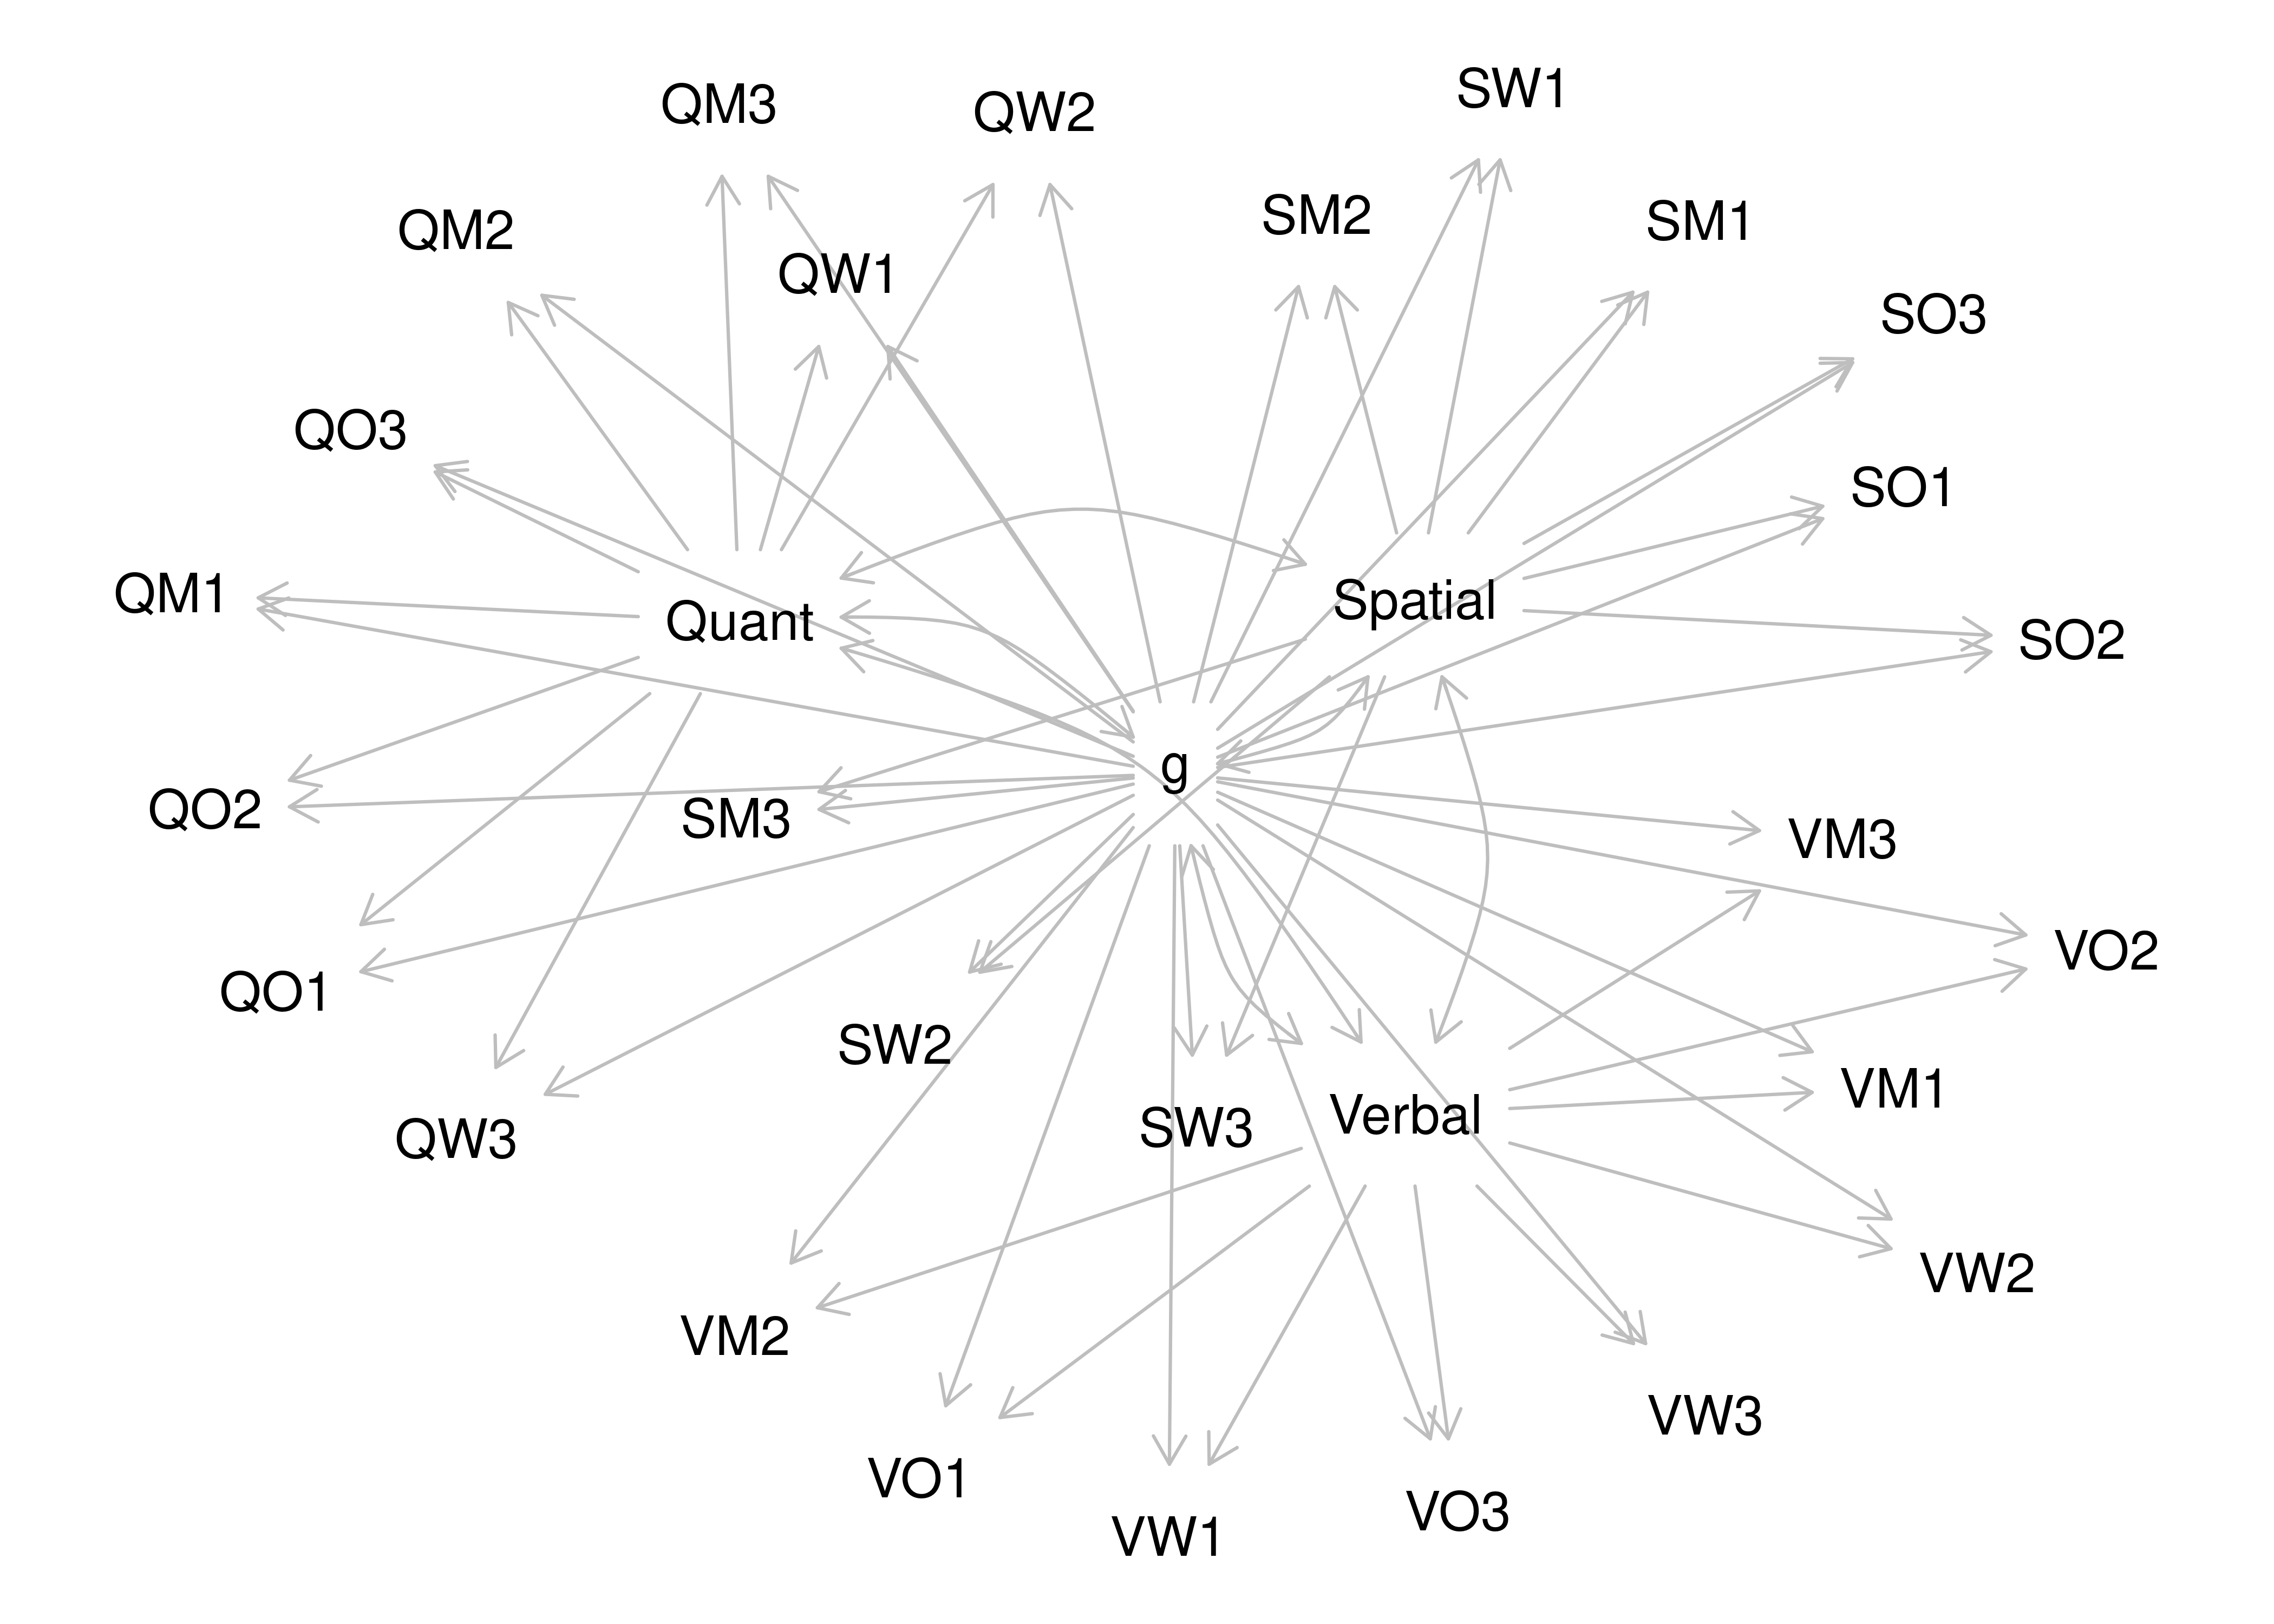 SW1
QM3
QW2
SM2
SM1
QM2
QW1
SO3
QO3
SO1
QM1
Spatial
Quant
SO2
g
QO2
SM3
VM3
VO2
QO1
SW2
VM1
SW3
Verbal
QW3
VW2
VM2
VW3
VO1
VO3
VW1